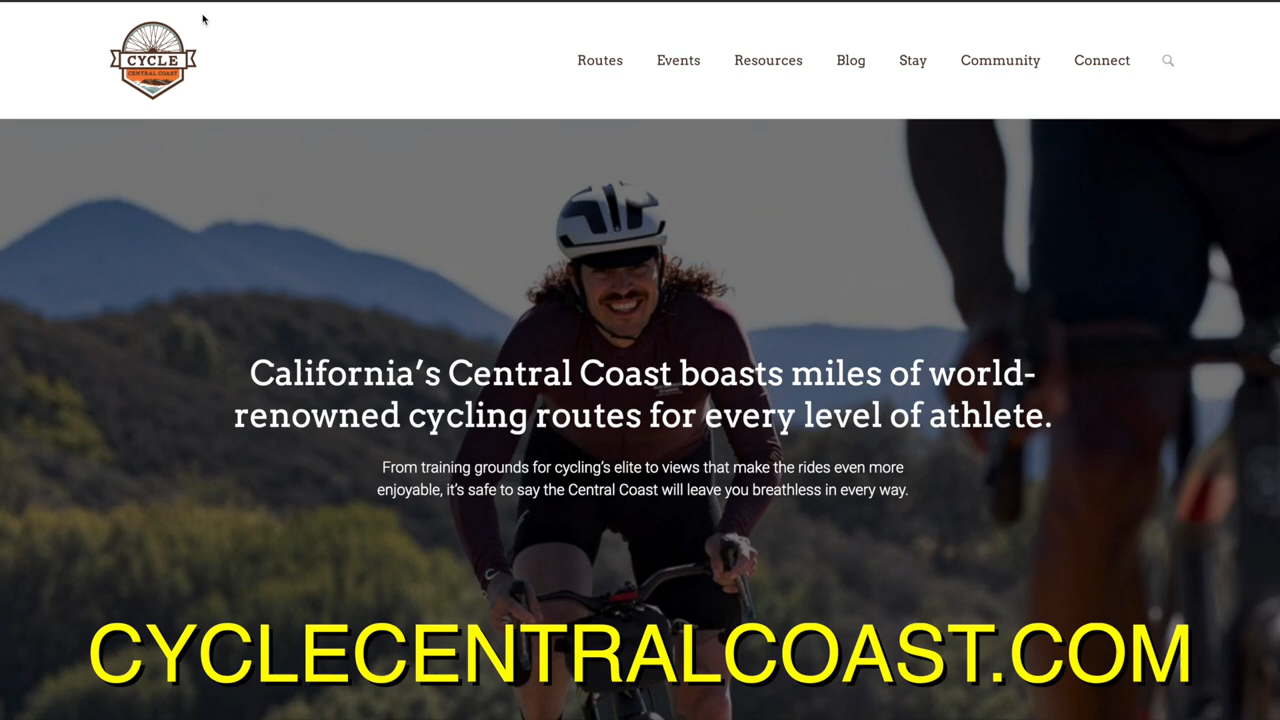 CYCLE
CENTRAL COAST
Routes
Events
Resources
Blog
Stay
Community
Connect
California’s Central Coast boasts miles of world-
renowned cycling routes for every level of athlete.
From training grounds for cycling’s elite to views that make the rides even more
enjoyable, it’s safe to say the Central Coast will leave you breathless in every way.
CYCLECENTRALCOAST.COM